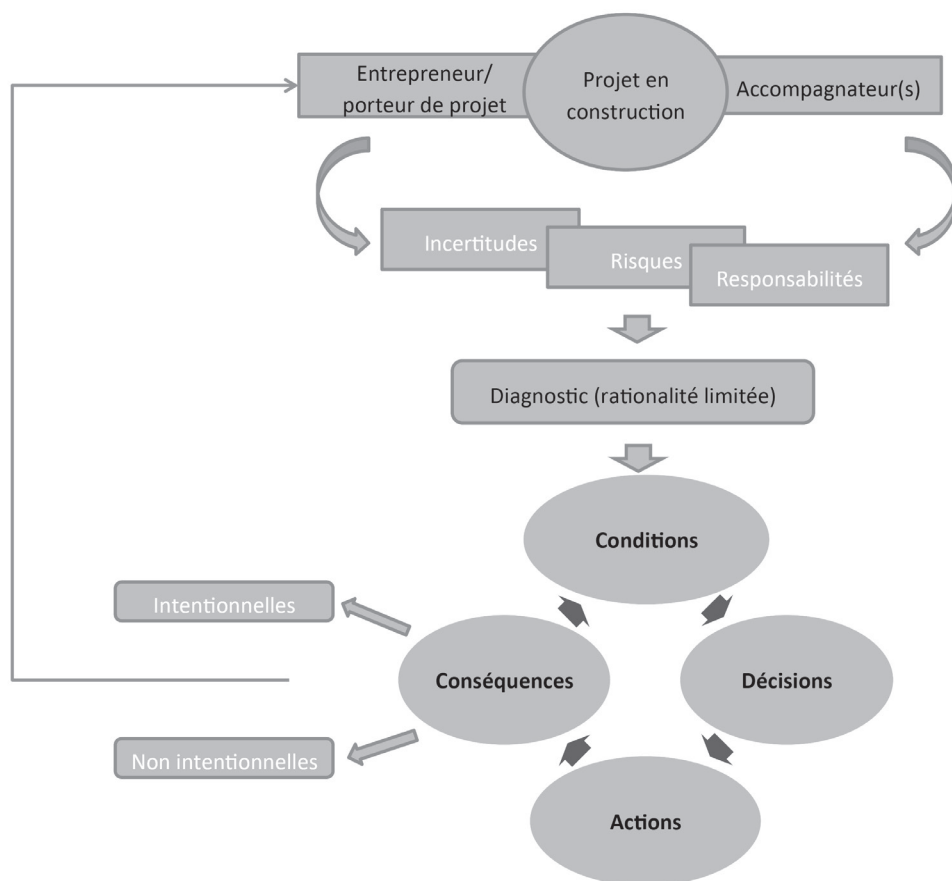 Entrepreneur/
porteur de projet
Projet en
construction
Accompagnateur(s)
Incertitudes
Risques
Responsabilités
Diagnostic (rationalité limitée)
Conditions
Intentionnelles
Conséquences
Décisions
Non intentionnelles
Actions